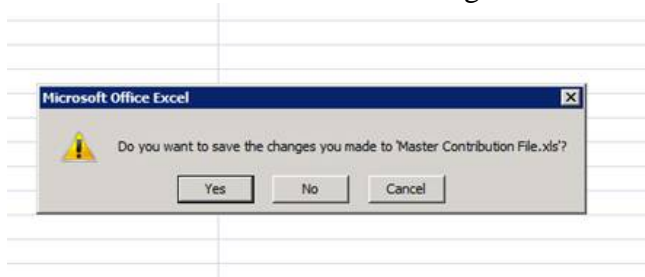 Microsoft Office Excel
Do you want to save the changes you made to 'Master Contribution File.xls'?
Yes No Cancel